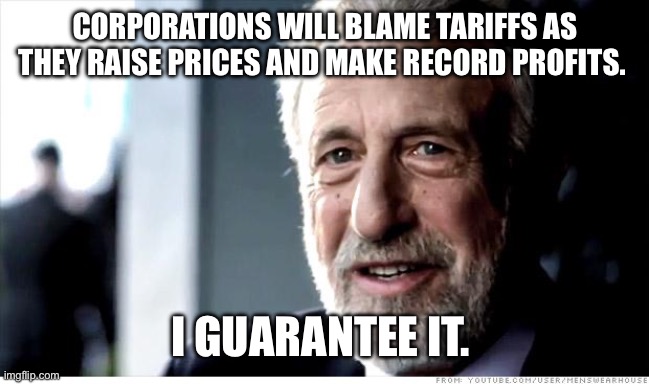 CORPORATIONS WILL BLAME TARIFFS AS
THEY RAISE PRICES AND MAKE RECORD PROFITS.
I GUARANTEE IT.
imgflip.com
FROM: YOUTUBE.COM/USER/MENSWEARHOUSE